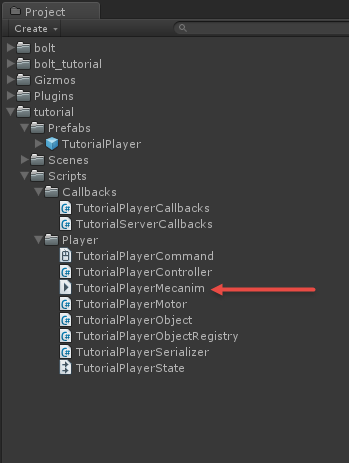 Project
Create
bolt
bolt_tutorial
Gizmos
Plugins
tutorial
Prefabs
TutorialPlayer
Scenes
Scripts
Callbacks
TutorialPlayerCallbacks
TutorialServerCallbacks
Player
TutorialPlayerCommand
TutorialPlayerController
TutorialPlayerMecanim
TutorialPlayerMotor
TutorialPlayerObject
TutorialPlayerObjectRegistry
TutorialPlayerSerializer
TutorialPlayerState